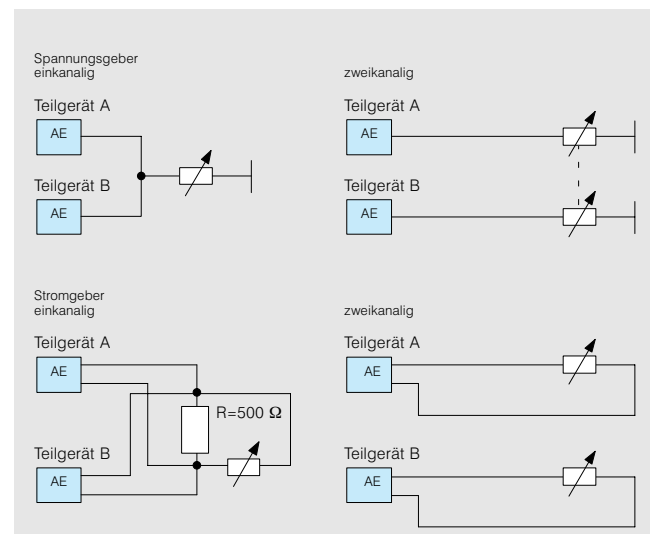 Spannungsgeber
einkanalig
Teilgerät A
AE
Teilgerät B
AE
zweikanalig
Teilgerät A
AE
Teilgerät B
AE
Stromgeber
einkanalig
Teilgerät A
AE
R=500 Ω
Teilgerät B
AE
zweikanalig
Teilgerät A
AE
Teilgerät B
AE